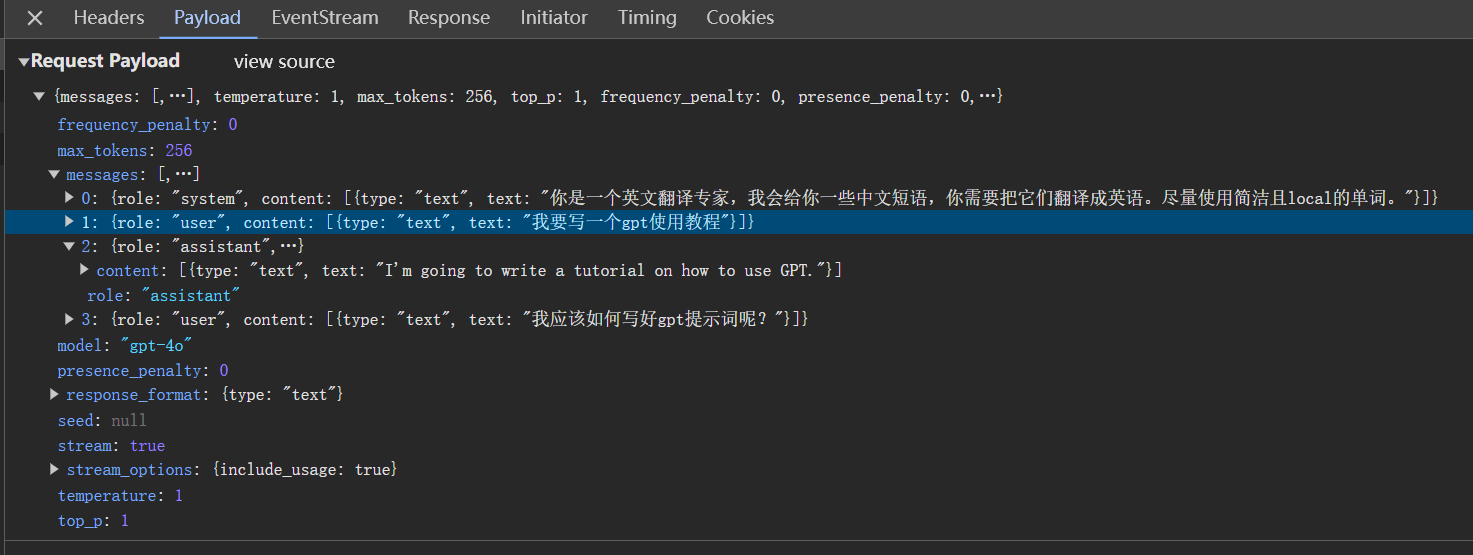 Headers Payload EventStream Response Initiator Timing Cookies
Request Payload view source
{messages: [,…], temperature: 1, max_tokens: 256, top_p: 1, frequency_penalty: 0, presence_penalty: 0,…}
frequency_penalty: 0
max_tokens: 256
messages: [,…]
0: {role: "system", content: [{type: "text", text: "你是一个英文翻译专家，我会给你一些中文短语，你需要把它们翻译成英语。尽量使用简洁且local的单词。"}]}
1: {role: "user", content: [{type: "text", text: "我要写一个gpt使用教程"}]}
2: {role: "assistant",…}
content: [{type: "text", text: "I'm going to write a tutorial on how to use GPT."}]
role: "assistant"
3: {role: "user", content: [{type: "text", text: "我应该如何写好gpt提示词呢？"}]}
model: "gpt-4o"
presence_penalty: 0
response_format: {type: "text"}
seed: null
stream: true
stream_options: {include_usage: true}
temperature: 1
top_p: 1